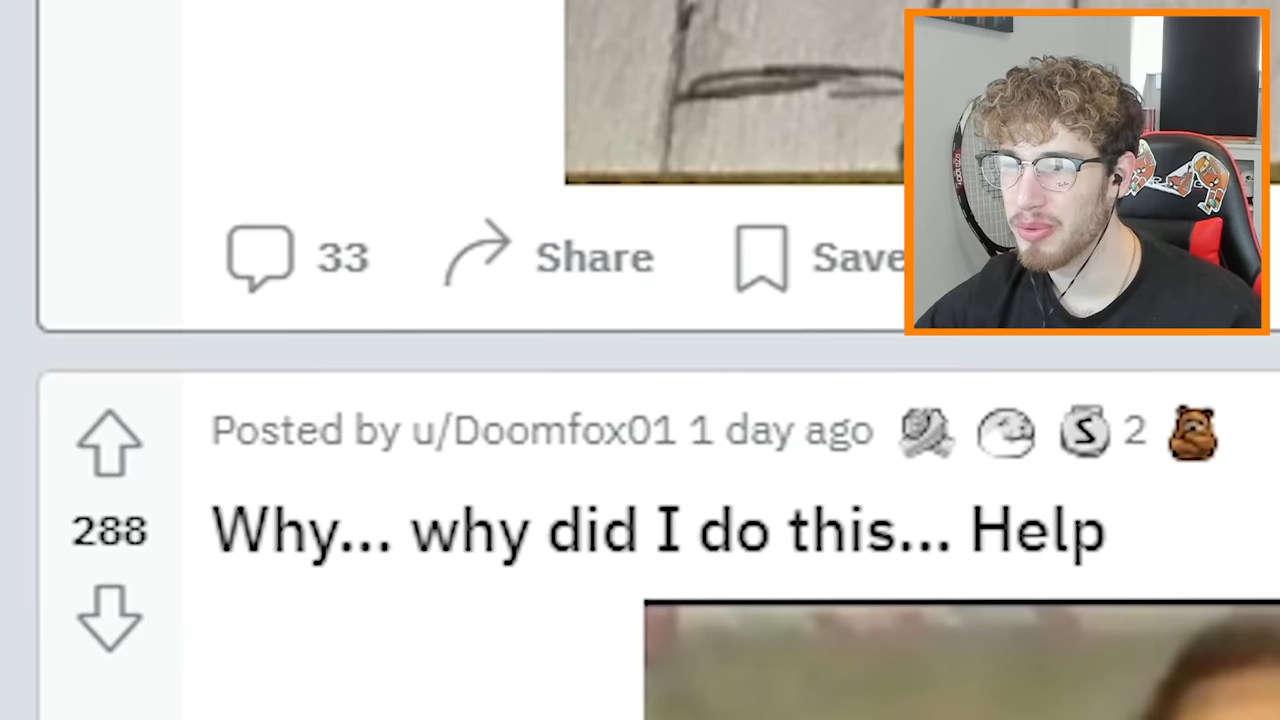 33 Share Save
Posted by u/Doomfox01 1 day ago 2
288
Why... why did I do this... Help